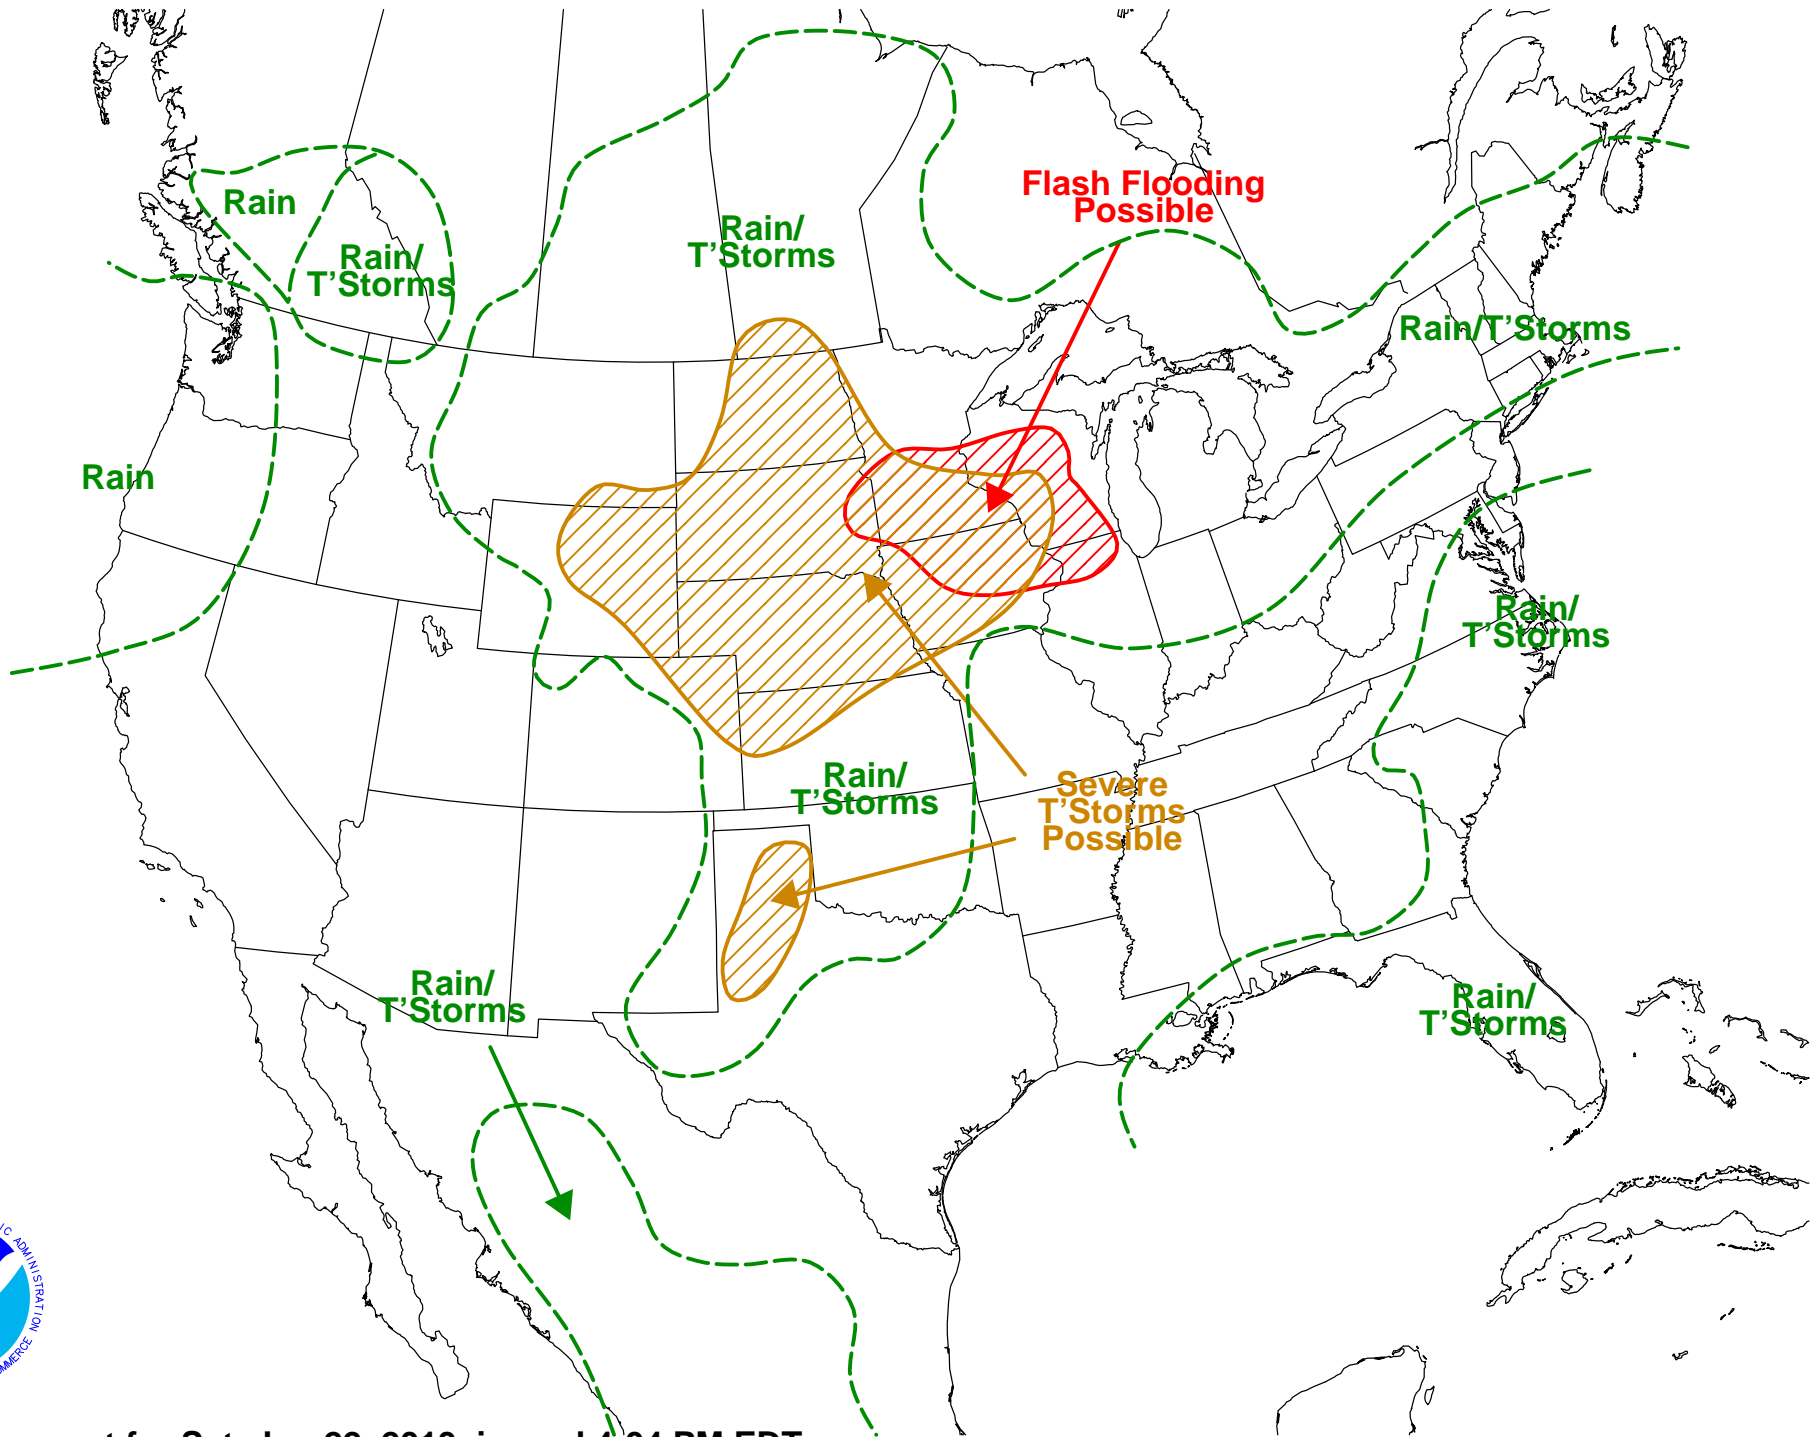 Rain
Rain/
T’Storms
Rain/
T’Storms
Flash Flooding
Possible
Rain/T’Storms
Rain
Rain/
T’Storms
Rain/
T’Storms
Severe
T’Storms
Possible
Rain/
T’Storms
Rain/
T’Storms
ADMINISTRATION